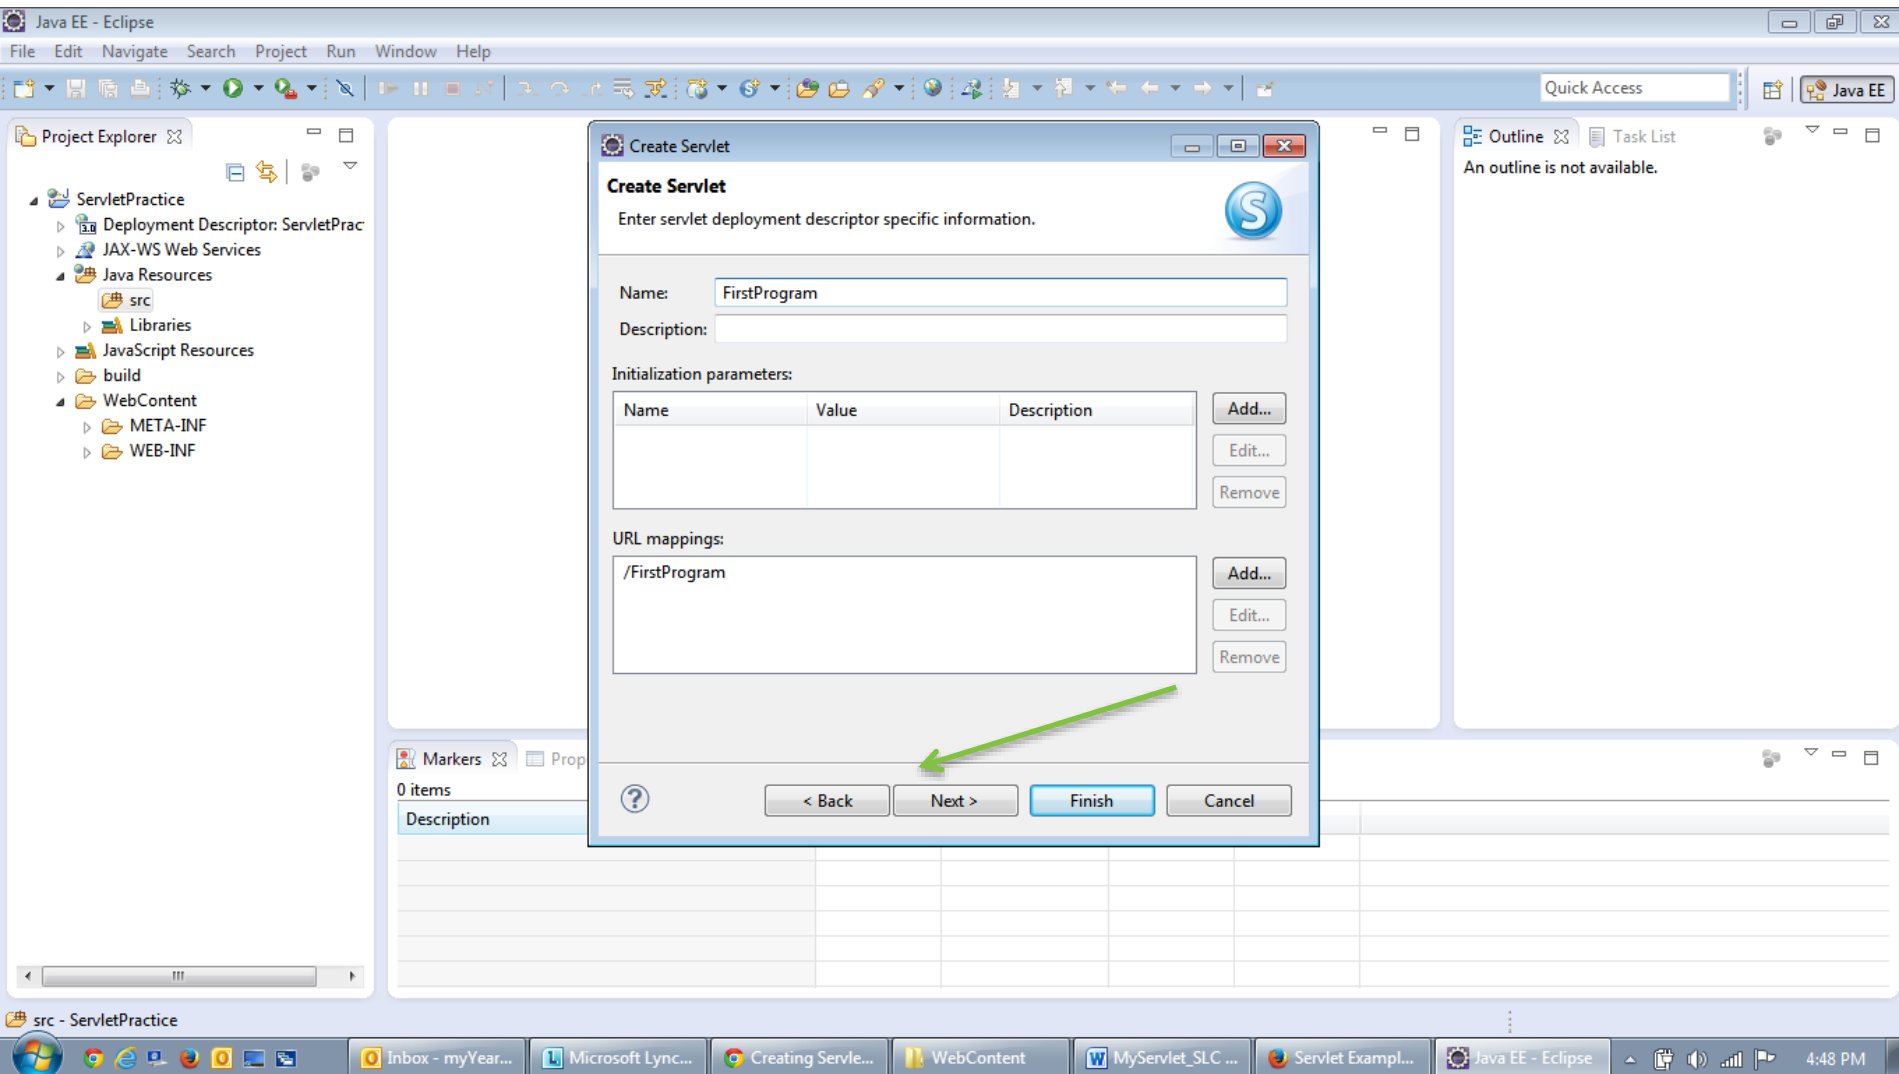 Java EE - Eclipse
File Edit Navigate Search Project Run Window Help
Quick Access
Java EE
Project Explorer
ServletPractice
Deployment Descriptor: ServletPrac
JAX-WS Web Services
Java Resources
src
Libraries
JavaScript Resources
build
WebContent
META-INF
WEB-INF
Create Servlet
Create Servlet
Enter servlet deployment descriptor specific information.
Name: FirstProgram
Description:
Initialization parameters:
Name Value Description
Add...
Edit...
Remove
URL mappings:
/FirstProgram
Add...
Edit...
Remove
< Back Next > Finish Cancel
Outline Task List
An outline is not available.
Markers Prop
0 items
Description
src - ServletPractice
Inbox - myYear... Microsoft Lync... Creating Servle... WebContent MyServlet_SLC ... Servlet Exampl... Java EE - Eclipse 4:48 PM